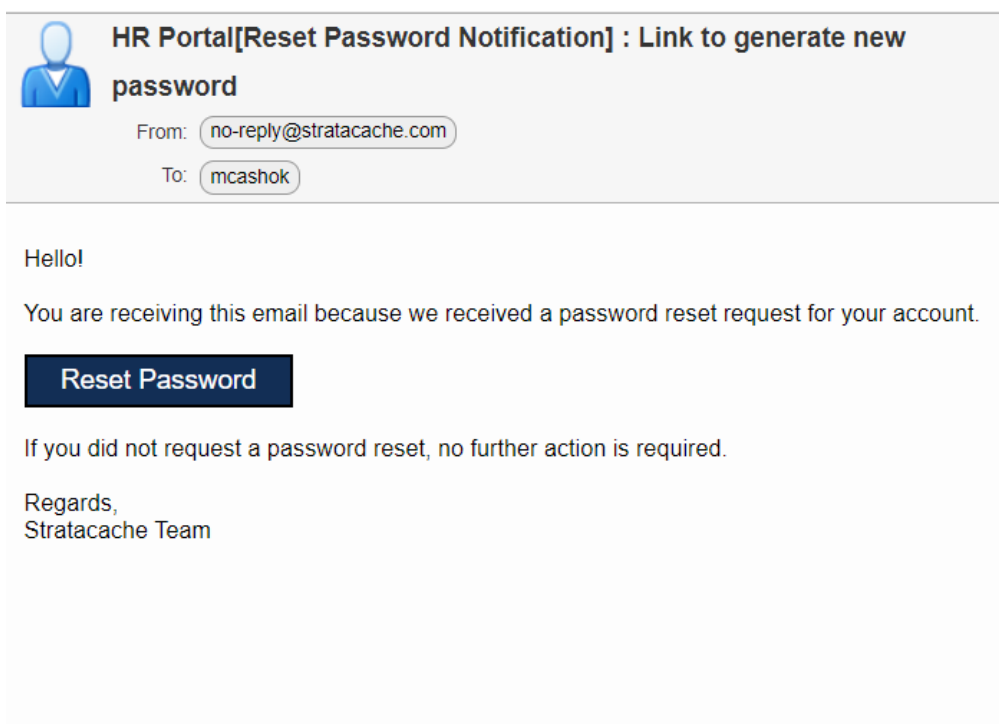 HR Portal[Reset Password Notification] : Link to generate new
password
From: no-reply@stratacache.com
To: mcashok
Hello!
You are receiving this email because we received a password reset request for your account.
Reset Password
If you did not request a password reset, no further action is required.
Regards,
Stratacache Team